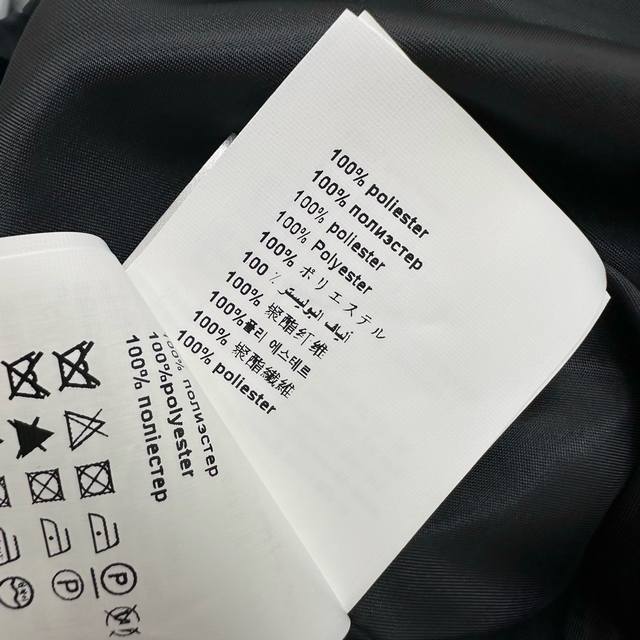 100% poliester
100% полиэстер
100% poliester
100% Polyester
100% ポリエステル
100 % ألياف البوليستر
100% 聚酯纤维
100%폴리 에스테르
100% 聚酯纖維
100% poliester
100% полиэстер
100%polyester
100% поліестер
P
P